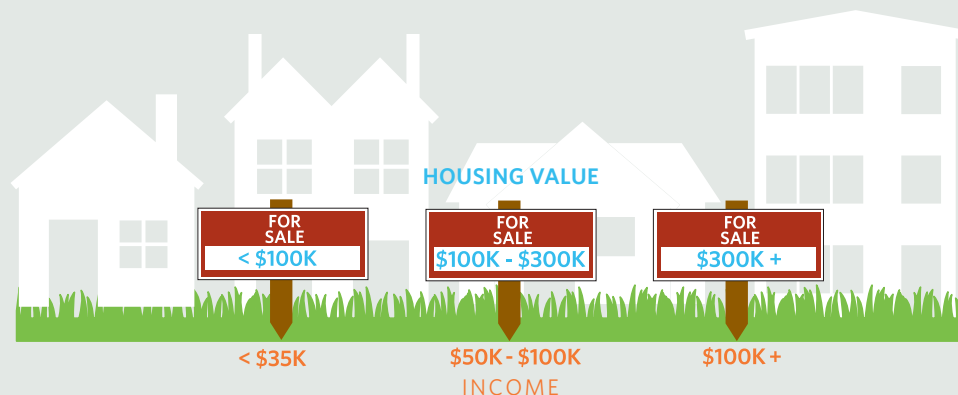 HOUSING VALUE
FOR
SALE
< $100K
FOR
SALE
$100K - $300K
FOR
SALE
$300K +
< $35K
$50K - $100K
$100K +
INCOME